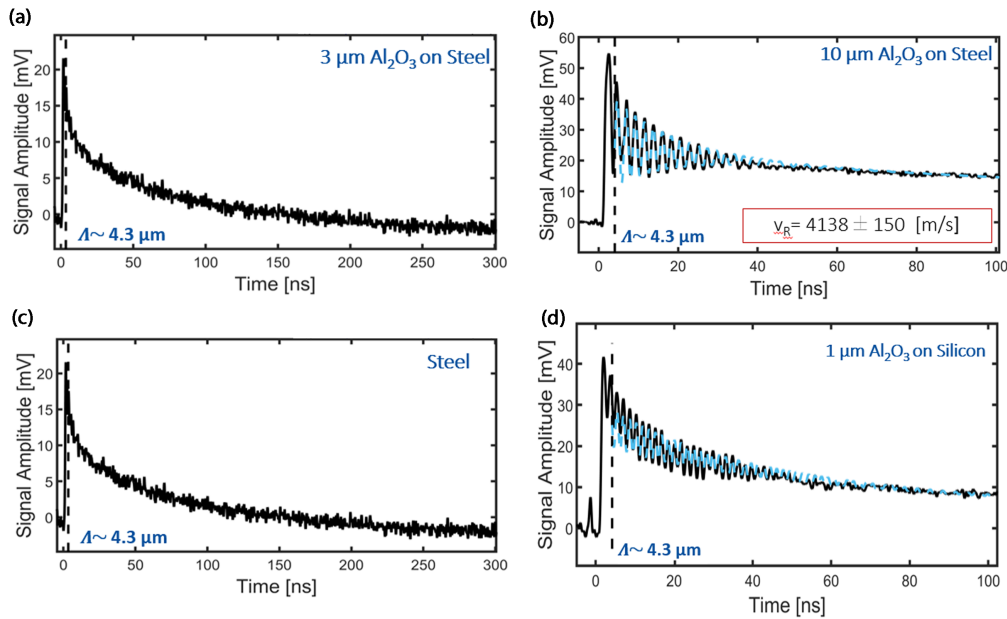 (a)
3 µm Al₂O₃ on Steel
Signal Amplitude [mV]
20
15
10
5
0
Λ~ 4.3 µm
0 50 100 150 200 250 300
Time [ns]
(b)
10 µm Al₂O₃ on Steel
Signal Amplitude [mV]
60
50
40
30
20
10
0
-10
Λ~ 4.3 µm
v_R= 4138 ± 150 [m/s]
0 20 40 60 80 100
Time [ns]
(c)
Steel
Signal Amplitude [mV]
20
15
10
5
0
Λ~ 4.3 µm
0 50 100 150 200 250 300
Time [ns]
(d)
1 µm Al₂O₃ on Silicon
Signal Amplitude [mV]
40
30
20
10
0
Λ~ 4.3 µm
0 20 40 60 80 100
Time [ns]